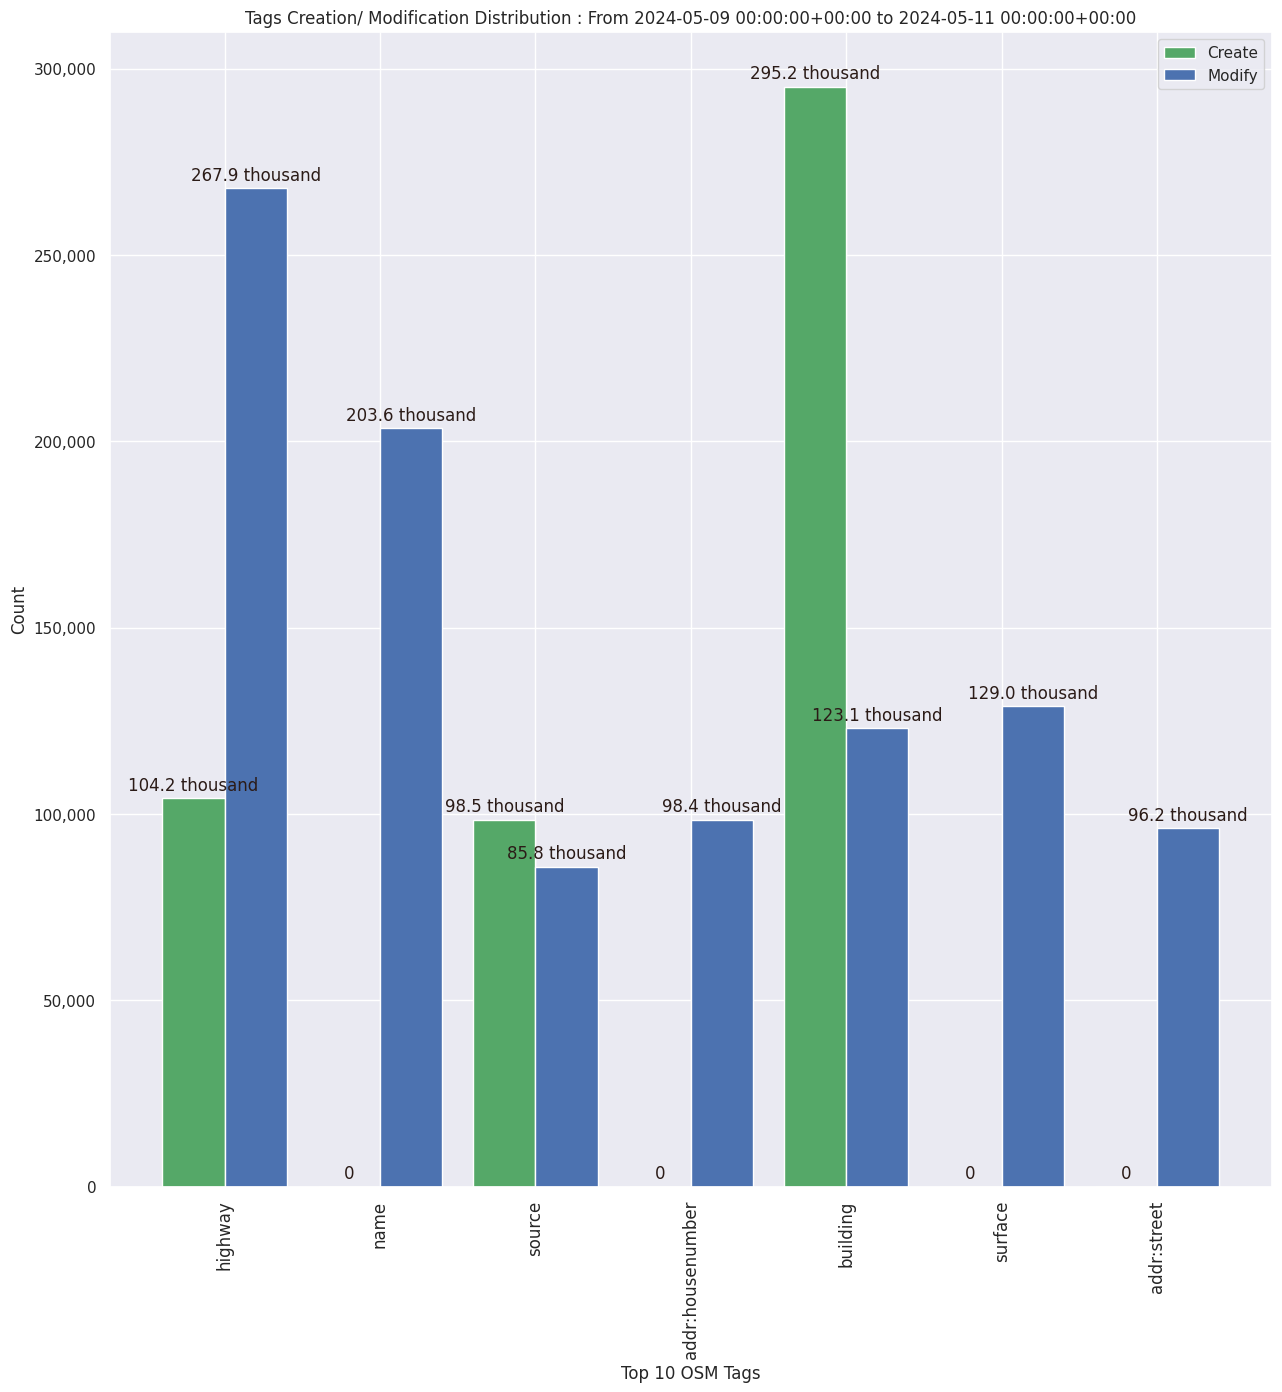 Tags Creation/ Modification Distribution : From 2024-05-09 00:00:00+00:00 to 2024-05-11 00:00:00+00:00
Create
Modify
300,000
250,000
200,000
150,000
100,000
50,000
0
Count
295.2 thousand
267.9 thousand
203.6 thousand
129.0 thousand
123.1 thousand
104.2 thousand
98.5 thousand
98.4 thousand
96.2 thousand
85.8 thousand
0
0
0
0
highway
name
source
addr:housenumber
building
surface
addr:street
Top 10 OSM Tags